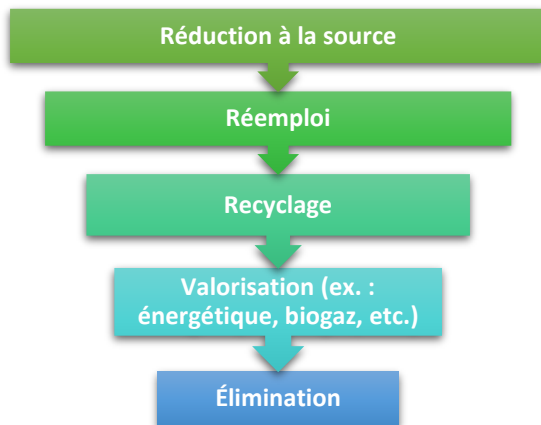 Réduction à la source
Réemploi
Recyclage
Valorisation (ex. :
énergétique, biogaz, etc.)
Élimination